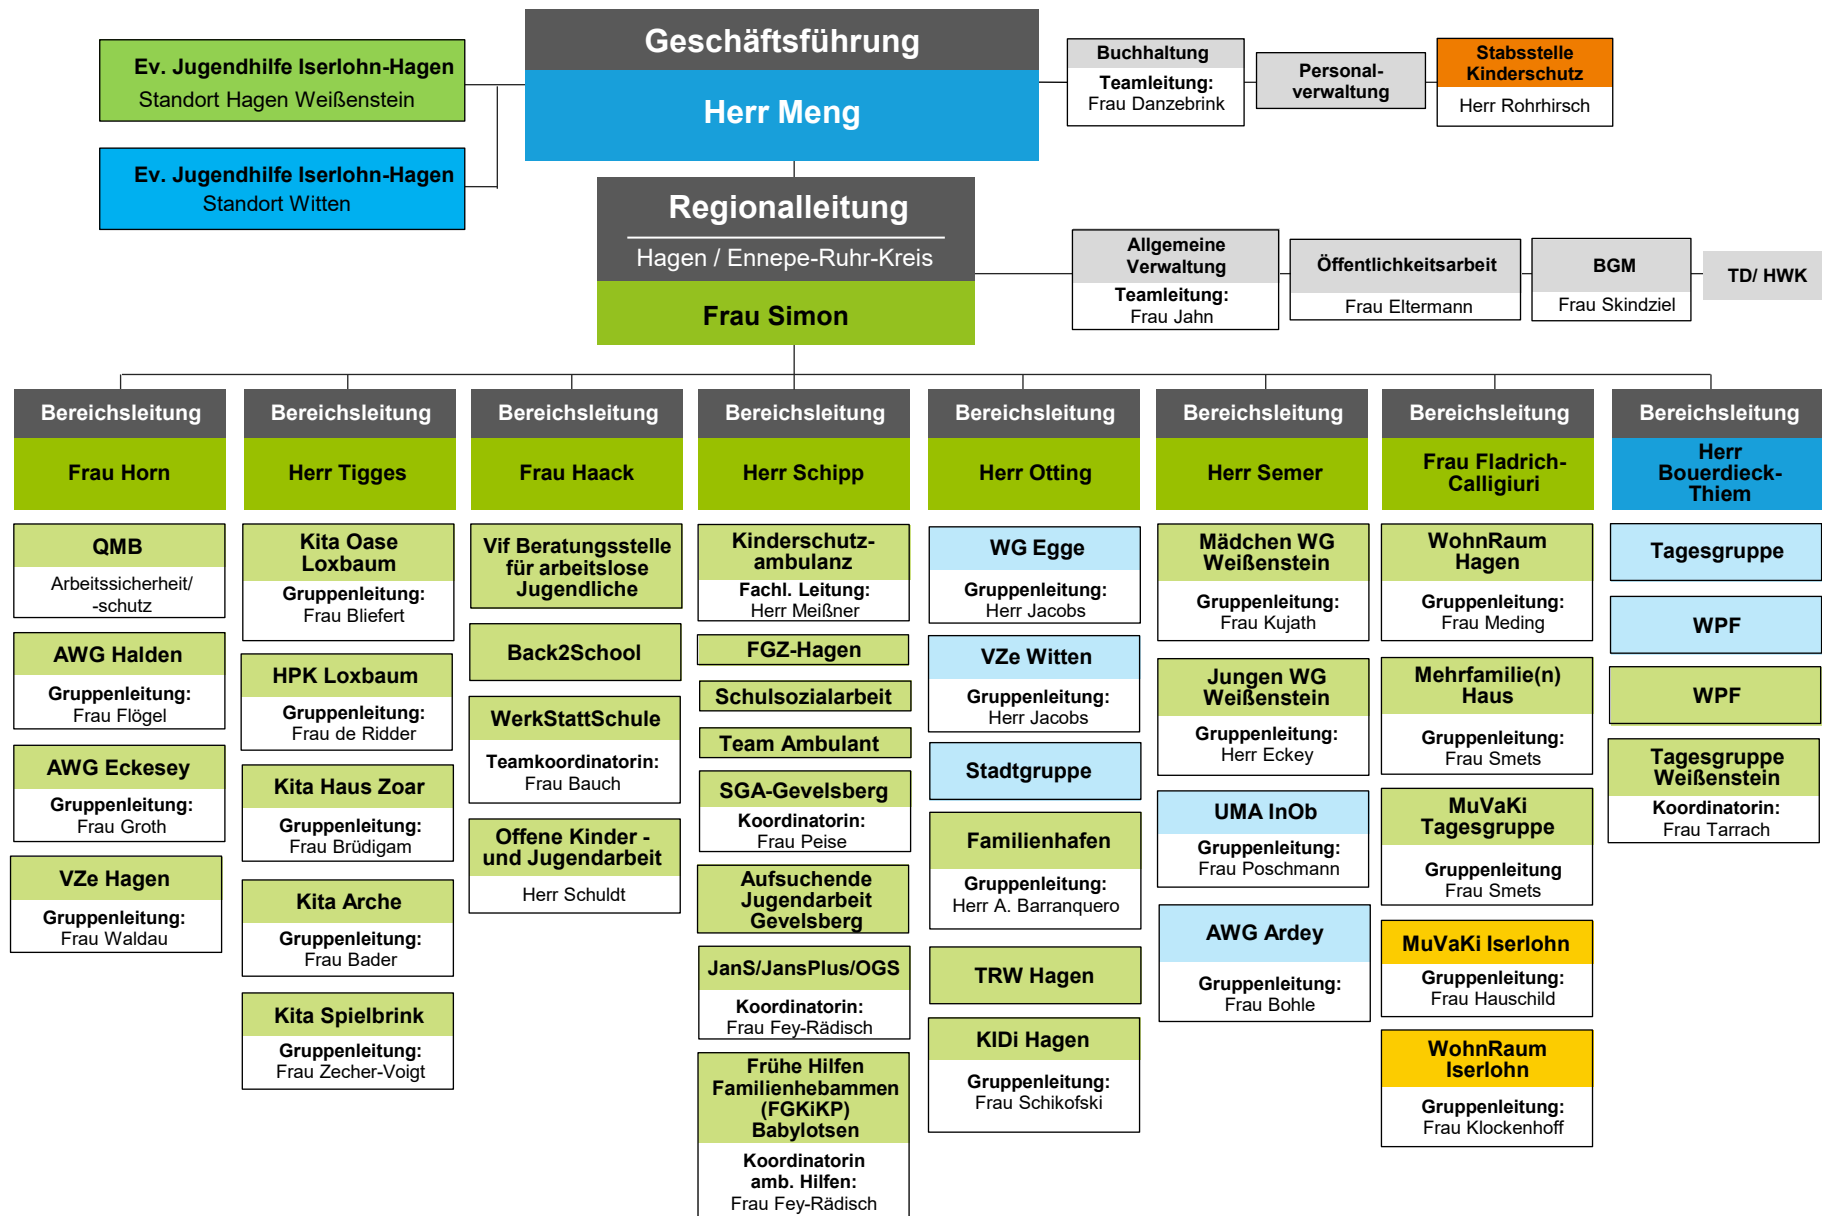 Geschäftsführung
Herr Meng
Ev. Jugendhilfe Iserlohn-Hagen
Standort Hagen Weißenstein
Ev. Jugendhilfe Iserlohn-Hagen
Standort Witten
Buchhaltung
Teamleitung:
Frau Danzebrink
Personal-
verwaltung
Stabsstelle
Kinderschutz
Herr Rohrhirsch
Regionalleitung
Hagen / Ennepe-Ruhr-Kreis
Frau Simon
Allgemeine
Verwaltung
Teamleitung:
Frau Jahn
Öffentlichkeitsarbeit
Frau Eltermann
BGM
Frau Skindziel
TD/ HWK
Bereichsleitung
Frau Horn
QMB
Arbeitssicherheit/
-schutz
AWG Halden
Gruppenleitung:
Frau Flögel
AWG Eckesey
Gruppenleitung:
Frau Groth
VZe Hagen
Gruppenleitung:
Frau Waldau
Bereichsleitung
Herr Tigges
Kita Oase
Loxbaum
Gruppenleitung:
Frau Bliefert
HPK Loxbaum
Gruppenleitung:
Frau de Ridder
Kita Haus Zoar
Gruppenleitung:
Frau Brüdigam
Kita Arche
Gruppenleitung:
Frau Bader
Kita Spielbrink
Gruppenleitung:
Frau Zecher-Voigt
Bereichsleitung
Frau Haack
Vif Beratungsstelle
für arbeitslose
Jugendliche
Back2School
WerkStattSchule
Teamkoordinatorin:
Frau Bauch
Offene Kinder -
und Jugendarbeit
Herr Schuldt
Bereichsleitung
Herr Schipp
Kinderschutz-
ambulanz
Fachl. Leitung:
Herr Meißner
FGZ-Hagen
Schulsozialarbeit
Team Ambulant
SGA-Gevelsberg
Koordinatorin:
Frau Peise
Aufsuchende
Jugendarbeit
Gevelsberg
JanS/JansPlus/OGS
Koordinatorin:
Frau Fey-Rädisch
Frühe Hilfen
Familienhebammen
(FGKiKP)
Babylotsen
Koordinatorin
amb. Hilfen:
Frau Fey-Rädisch
Bereichsleitung
Herr Otting
WG Egge
Gruppenleitung:
Herr Jacobs
VZe Witten
Gruppenleitung:
Herr Jacobs
Stadtgruppe
Familienhafen
Gruppenleitung:
Herr A. Barranquero
TRW Hagen
KIDi Hagen
Gruppenleitung:
Frau Schikofski
Bereichsleitung
Herr Semer
Mädchen WG
Weißenstein
Gruppenleitung:
Frau Kujath
Jungen WG
Weißenstein
Gruppenleitung:
Herr Eckey
UMA InOb
Gruppenleitung:
Frau Poschmann
AWG Ardey
Gruppenleitung:
Frau Bohle
Bereichsleitung
Frau Fladrich-
Calligiuri
WohnRaum
Hagen
Gruppenleitung:
Frau Meding
Mehrfamilie(n)
Haus
Gruppenleitung:
Frau Smets
MuVaKi
Tagesgruppe
Gruppenleitung
Frau Smets
MuVaKi Iserlohn
Gruppenleitung:
Frau Hauschild
WohnRaum
Iserlohn
Gruppenleitung:
Frau Klockenhoff
Bereichsleitung
Herr
Bouerdieck-
Thiem
Tagesgruppe
WPF
WPF
Tagesgruppe
Weißenstein
Koordinatorin:
Frau Tarrach